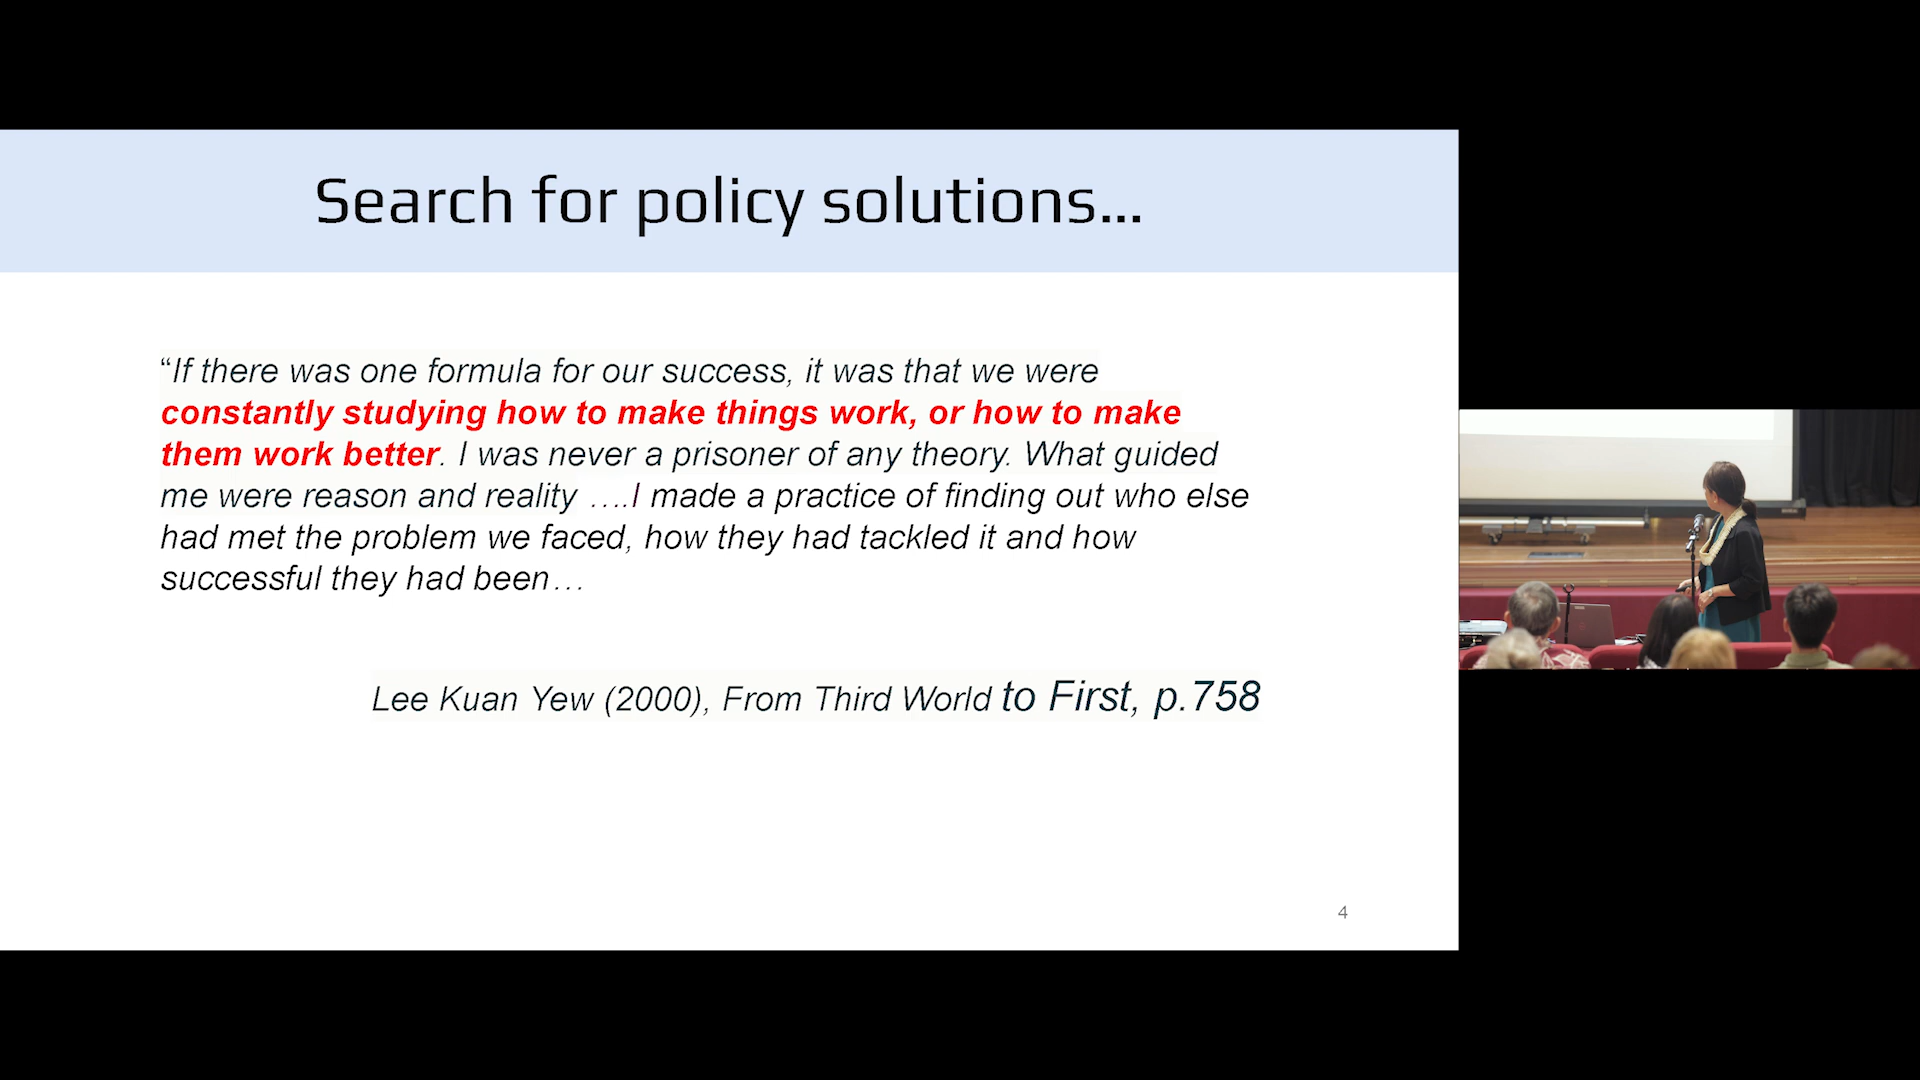 Search for policy solutions...
“If there was one formula for our success, it was that we were
constantly studying how to make things work, or how to make
them work better. I was never a prisoner of any theory. What guided
me were reason and reality ….I made a practice of finding out who else
had met the problem we faced, how they had tackled it and how
successful they had been…
Lee Kuan Yew (2000), From Third World to First, p.758
4